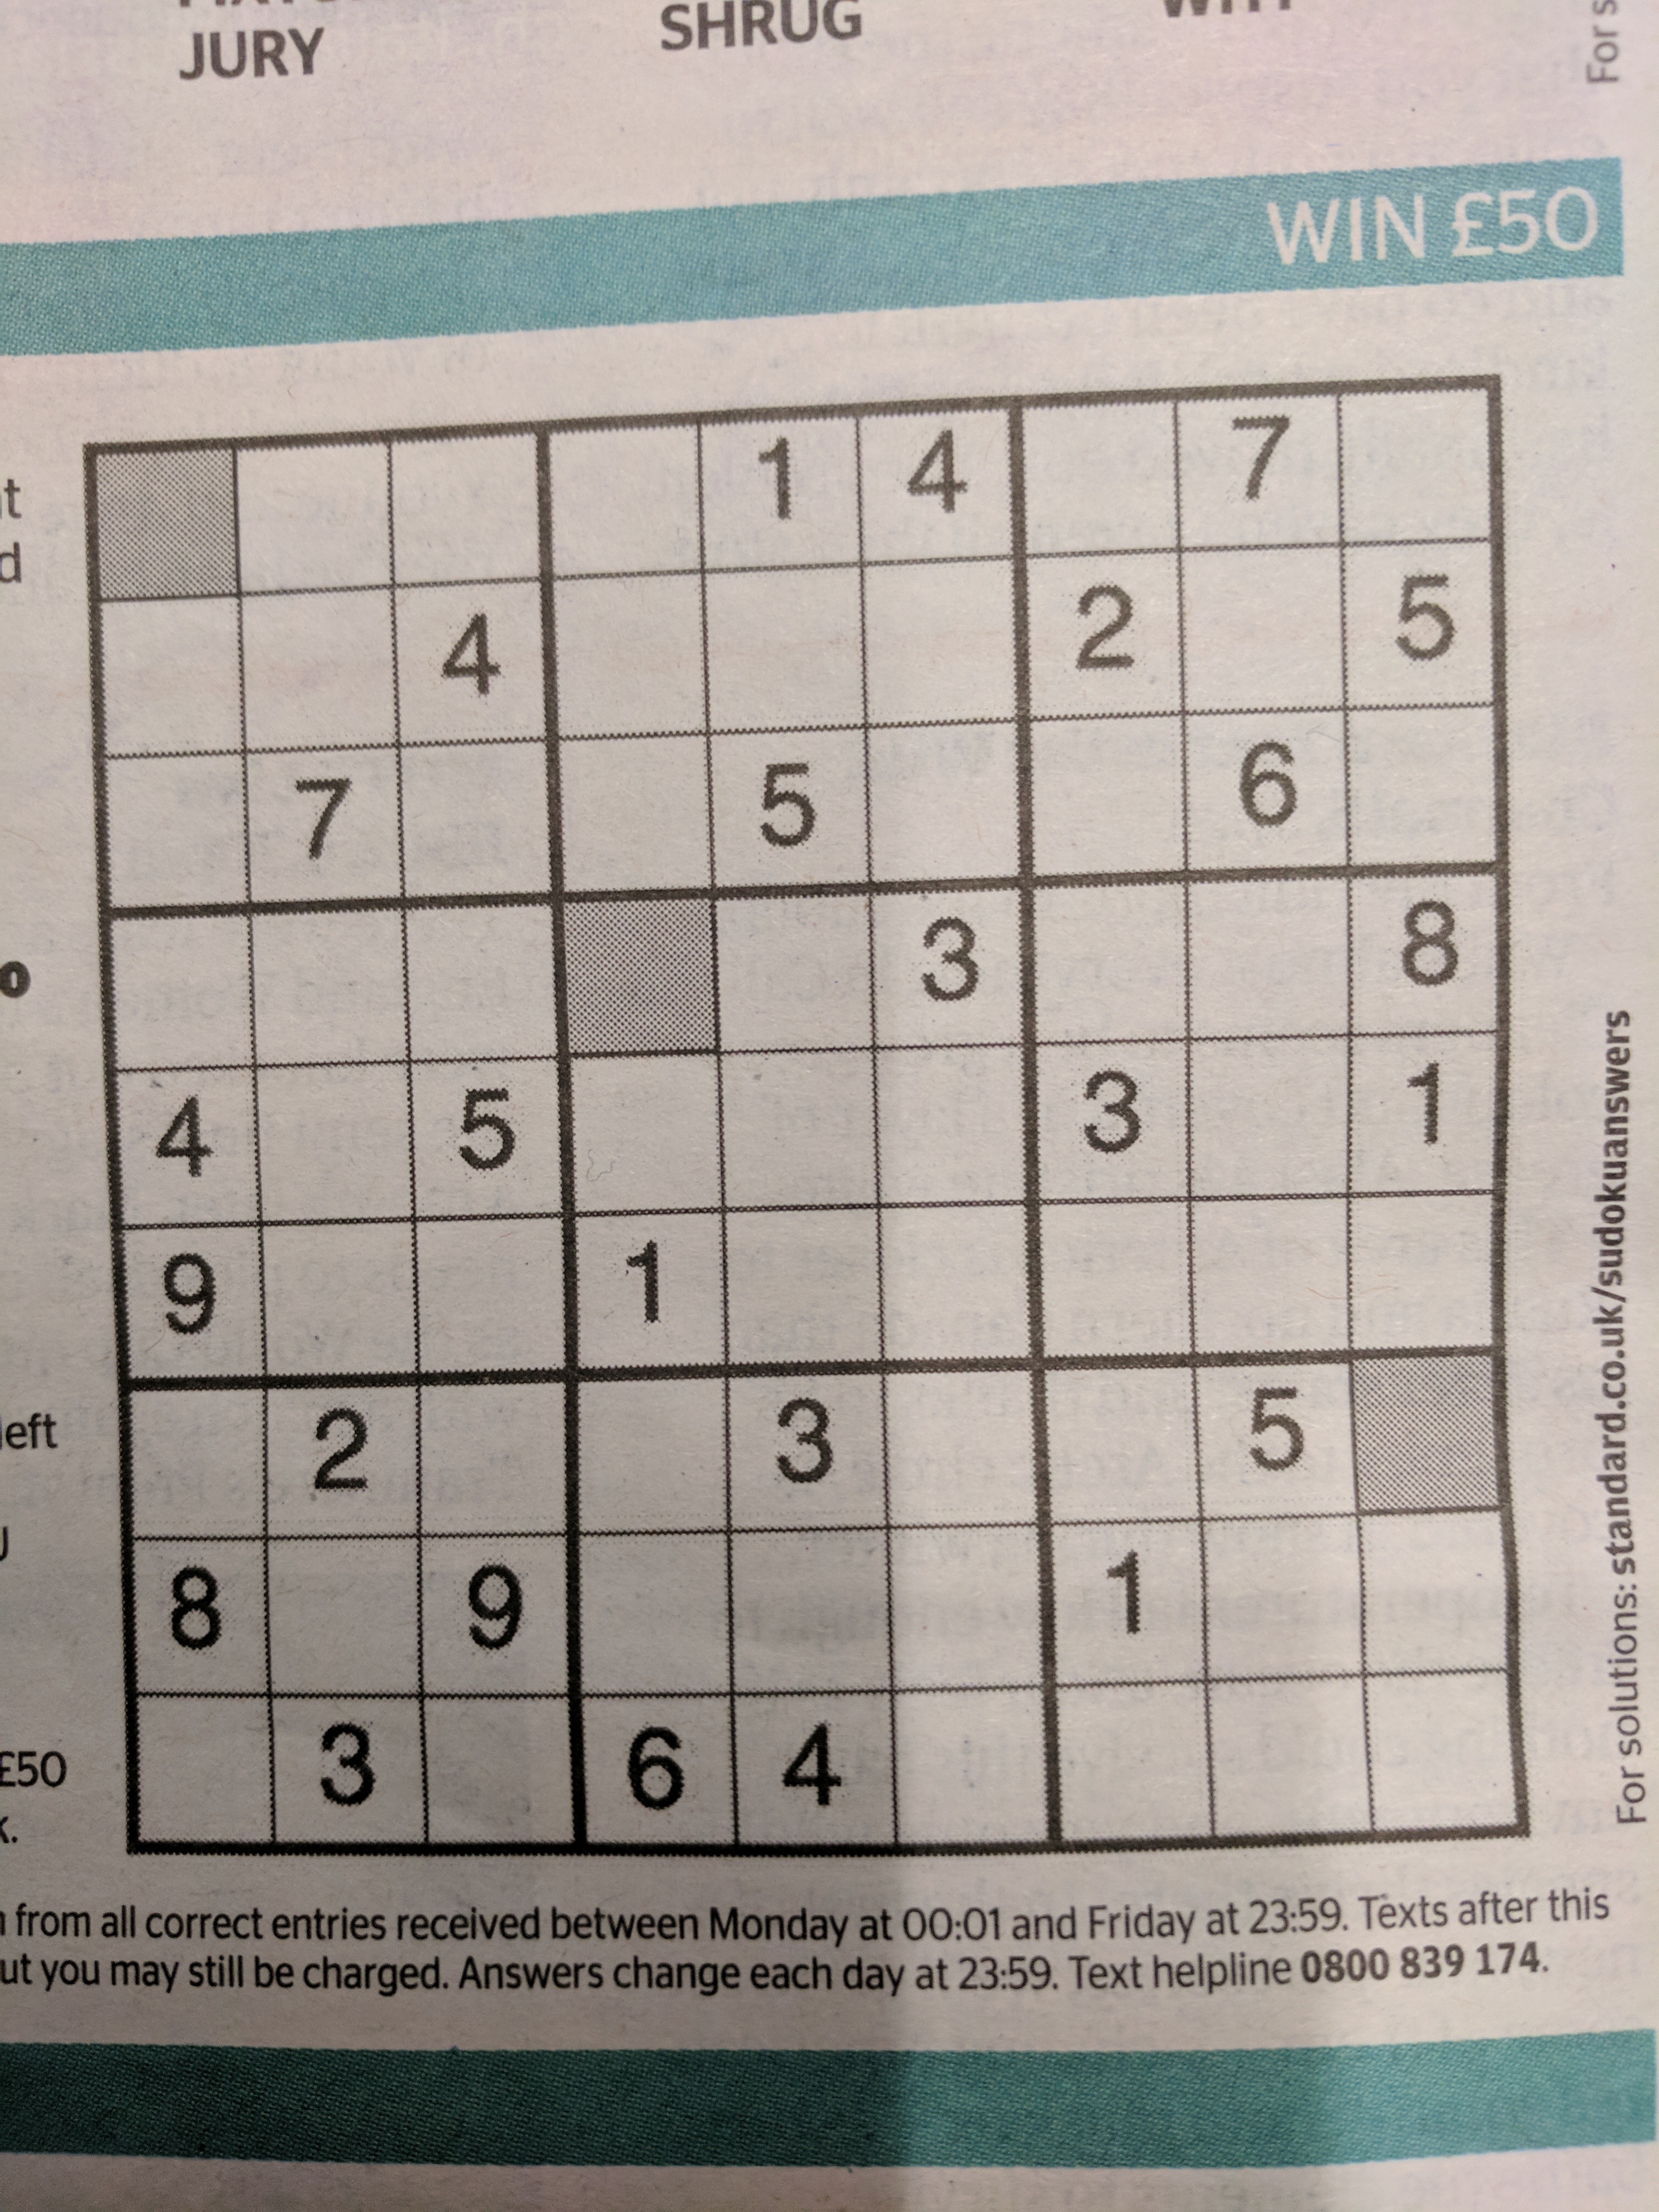 JURY
SHRUG
For s
WIN £50
1 4 7
4 2 5
7 5 6
3 8
4 5 3 1
9 1
2 3 5
8 9 1
3 6 4
left
£50
k.
For solutions: standard.co.uk/sudokuanswers
from all correct entries received between Monday at 00:01 and Friday at 23:59. Texts after this
ut you may still be charged. Answers change each day at 23:59. Text helpline 0800 839 174.